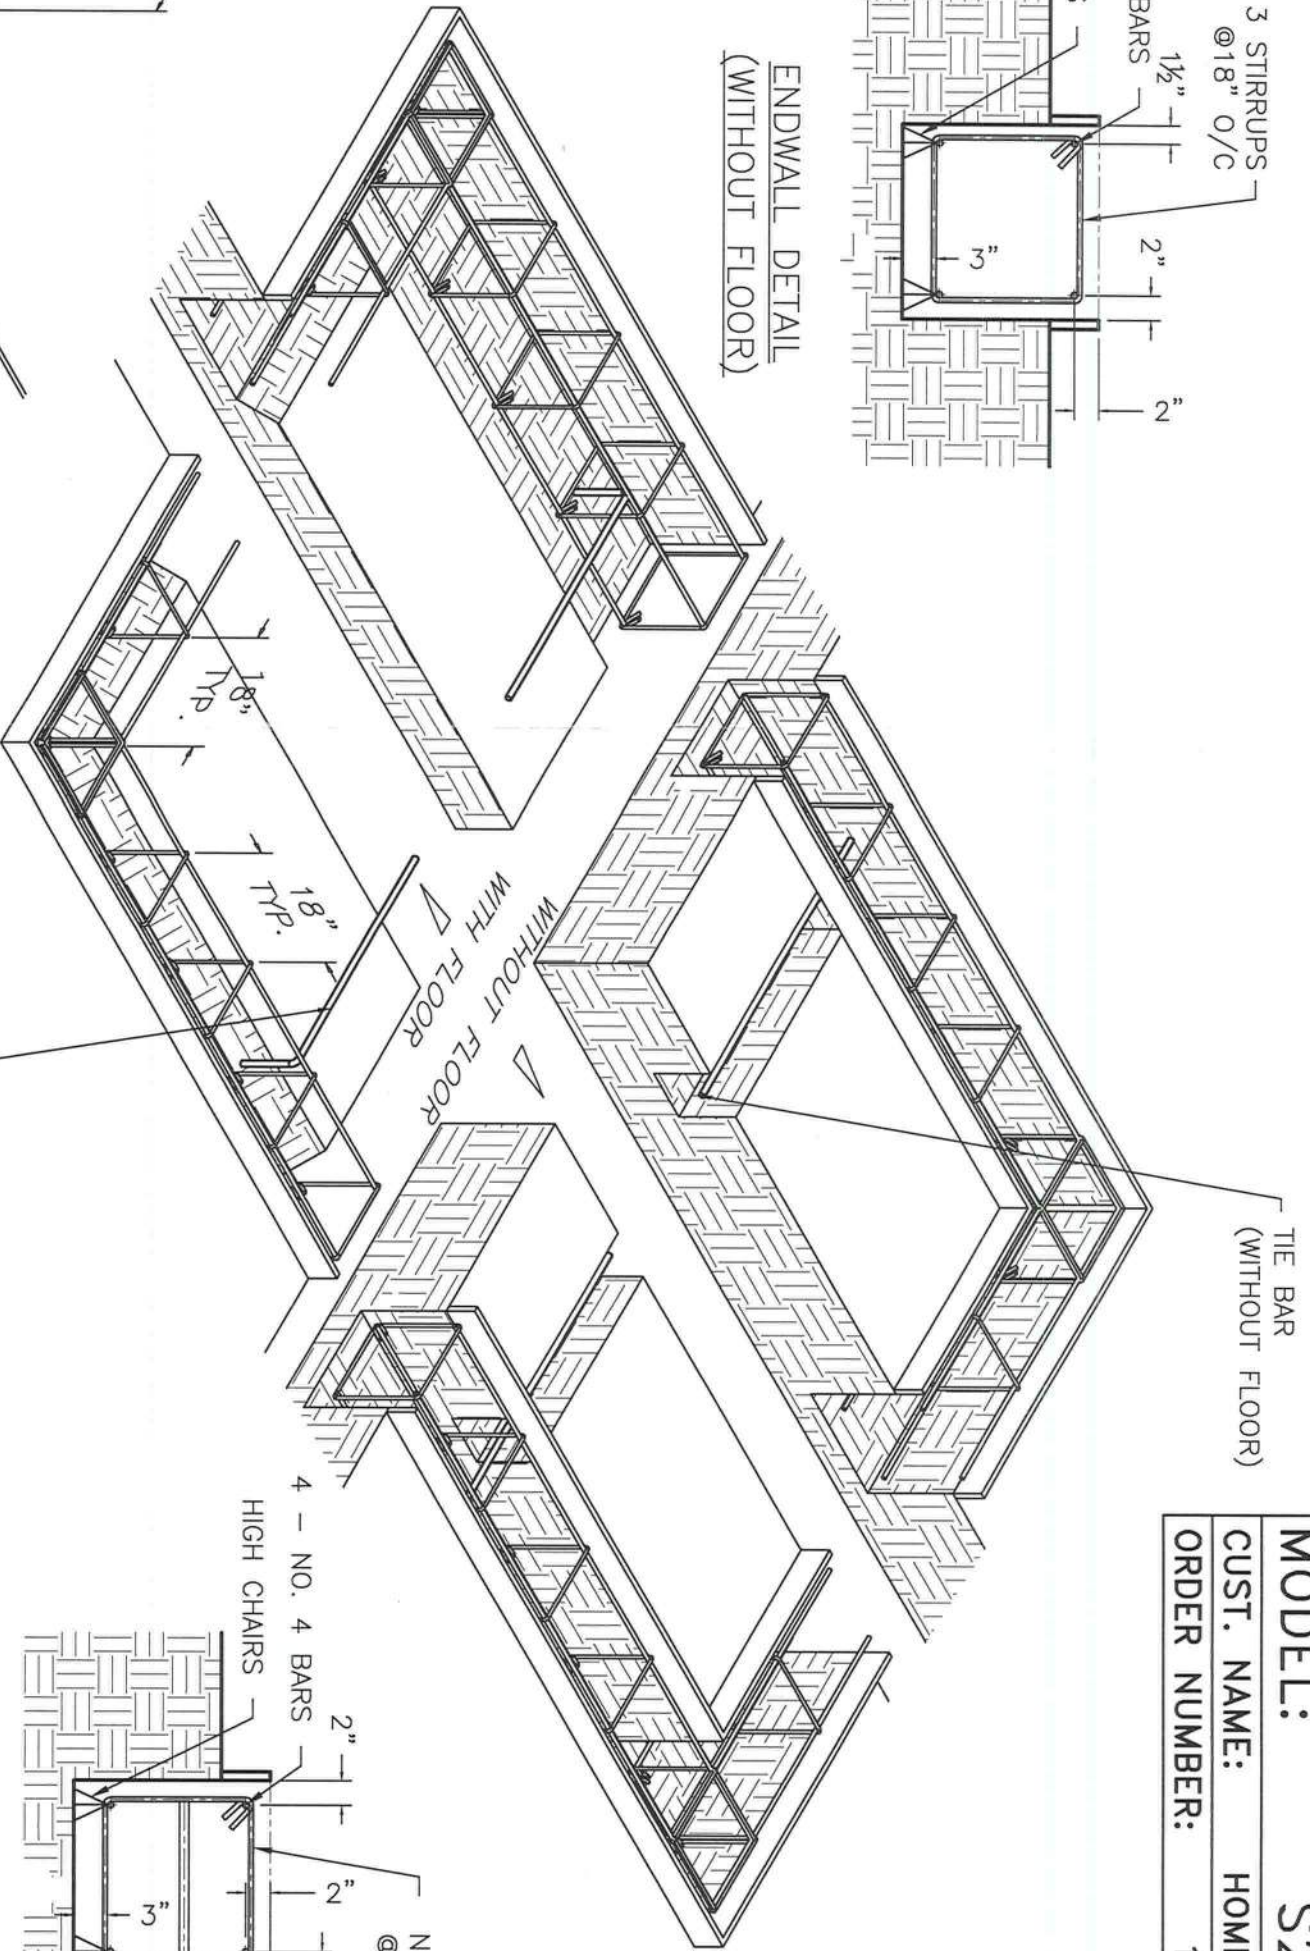 3 STIRRUPS
@18" O/C
BARS
1½"
2"
3"
2"
ENDWALL DETAIL
(WITHOUT FLOOR)
TIE BAR
(WITHOUT FLOOR)
MODEL:
CUST. NAME: HOM
ORDER NUMBER:
18"
TYP.
18"
TYP.
WITH FLOOR
WITHOUT FLOOR
4 – NO. 4 BARS
HIGH CHAIRS
2"
2"
3"
N
@